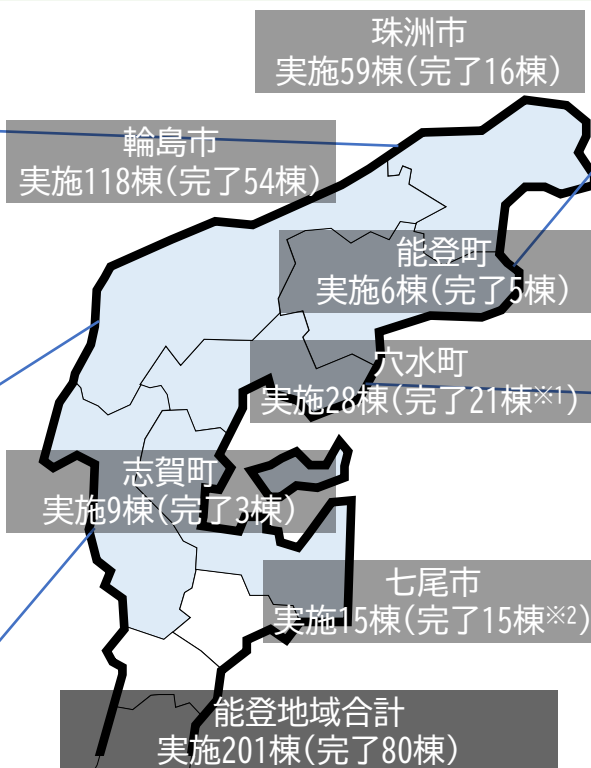 珠洲市
実施59棟(完了16棟)
輪島市
実施118棟(完了54棟)
能登町
実施6棟(完了5棟)
穴水町
実施28棟(完了21棟※1)
志賀町
実施9棟(完了3棟)
七尾市
実施15棟(完了15棟※2)
能登地域合計
実施201棟(完了80棟)